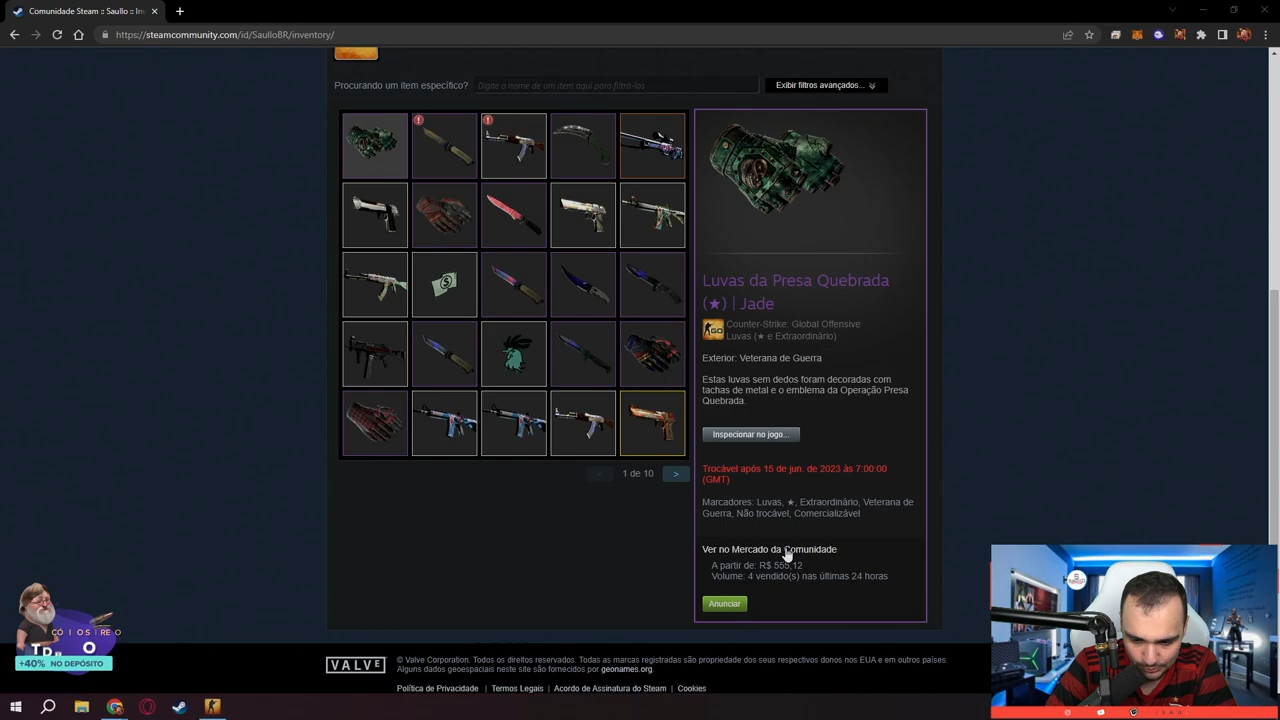 Comunidade Steam :: SaulloBR :: In
https://steamcommunity.com/id/SaulloBR/inventory/
Procurando um item específico?
Digite o nome de um item aqui para filtrá-los
Exibir filtros avançados...
Luvas da Presa Quebrada
(★) | Jade
Counter-Strike: Global Offensive
Luvas (★ e Extraordinário)
Exterior: Veterana de Guerra
Estas luvas sem dedos foram decoradas com
tachas de metal e o emblema da Operação Presa
Quebrada.
Inspecionar no jogo...
< 1 de 10 >
Trocável após 15 de jun. de 2023 às 7:00:00
(GMT)
Marcadores: Luvas, ★, Extraordinário, Veterana de
Guerra, Não trocável, Comercializável
Ver no Mercado da Comunidade
A partir de: R$ 555,12
Volume: 4 vendido(s) nas últimas 24 horas
Anunciar
+40% NO DEPÓSITO
VALVE
© Valve Corporation. Todos os direitos reservados. Todas as marcas registradas são propriedade dos seus respectivos donos nos EUA e em outros países.
Alguns dados geoespaciais neste site são fornecidos por geonames.org.
Política de Privacidade | Termos Legais | Acordo de Assinatura do Steam | Cookies